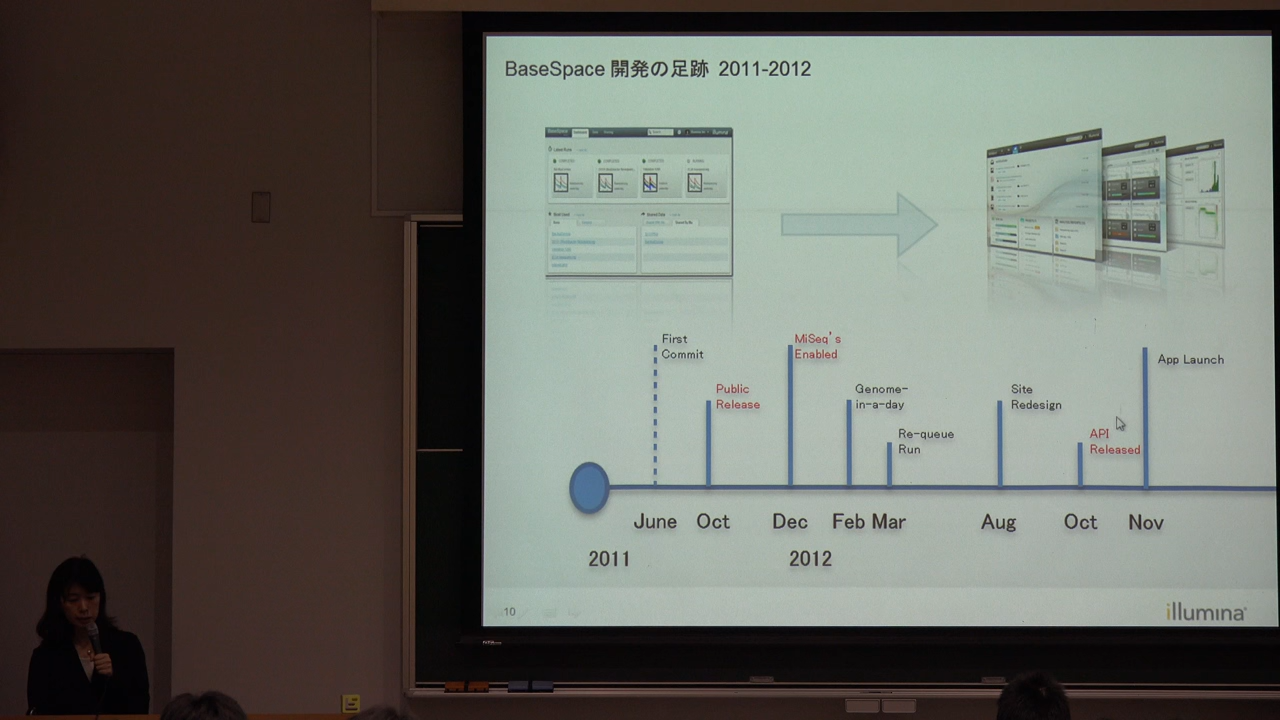 BaseSpace 開発の足跡 2011-2012
BaseSpace
illumina
First
Commit
MiSeq's
Enabled
App Launch
Public
Release
Genome-
in-a-day
Site
Redesign
Re-queue
Run
API
Released
June Oct Dec Feb Mar Aug Oct Nov
2011 2012
10
illumina